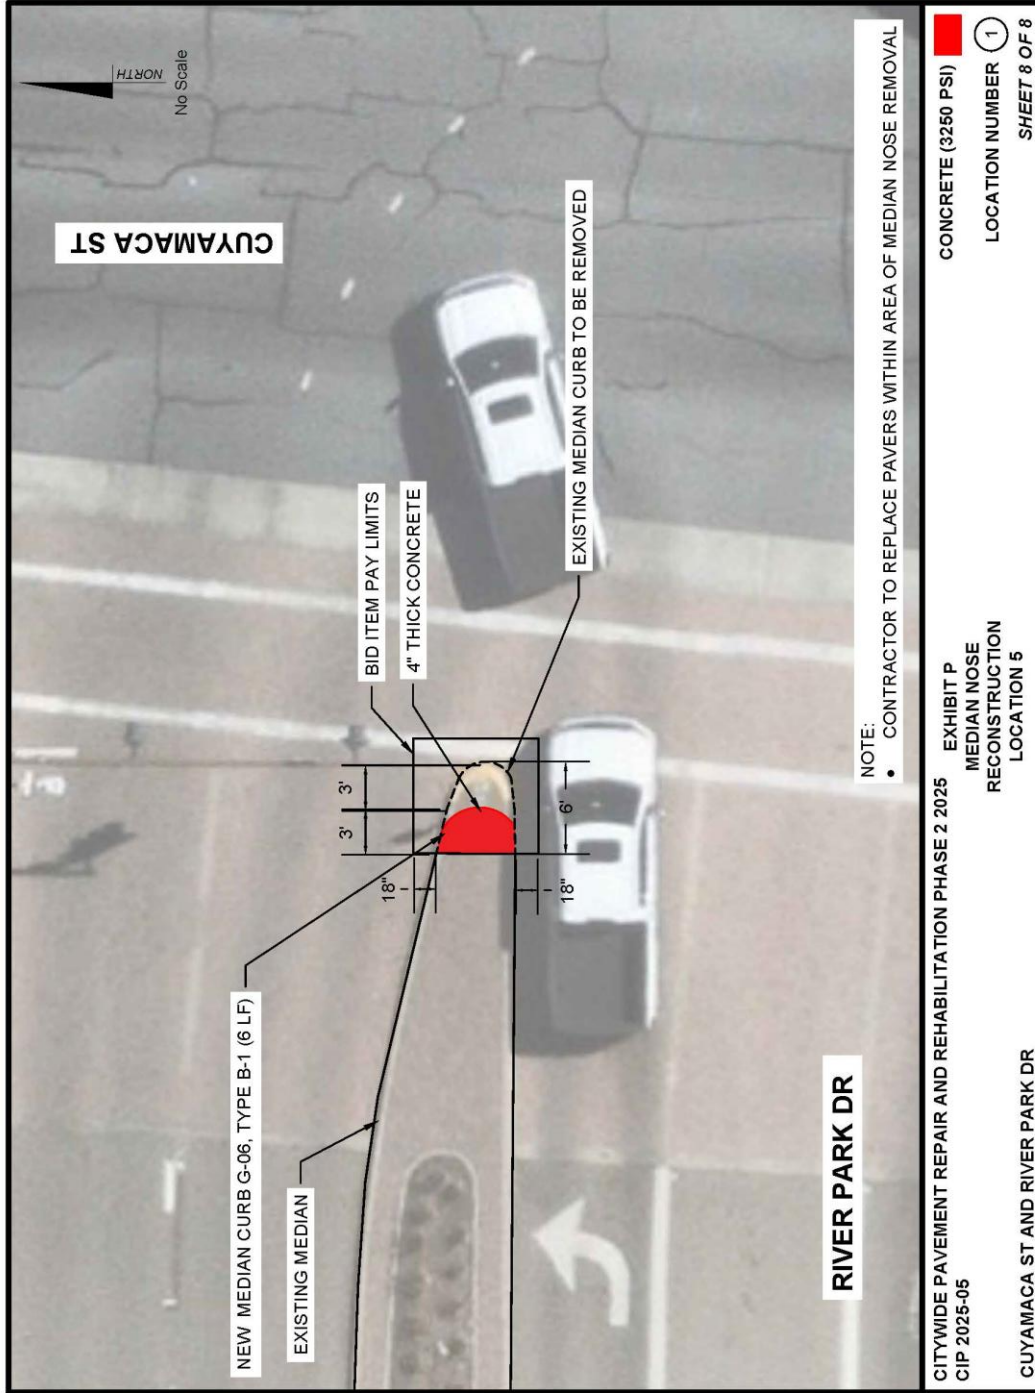 NORTH
No Scale
CUYAMACA ST
NEW MEDIAN CURB G-06, TYPE B-1 (6 LF)
EXISTING MEDIAN
BID ITEM PAY LIMITS
4" THICK CONCRETE
3'
3'
18"
18"
6'
EXISTING MEDIAN CURB TO BE REMOVED
RIVER PARK DR
NOTE:
• CONTRACTOR TO REPLACE PAVERS WITHIN AREA OF MEDIAN NOSE REMOVAL
CITYWIDE PAVEMENT REPAIR AND REHABILITATION PHASE 2 2025
CIP 2025-05
CUYAMACA ST AND RIVER PARK DR
EXHIBIT P
MEDIAN NOSE
RECONSTRUCTION
LOCATION 5
CONCRETE (3250 PSI)
LOCATION NUMBER 1
SHEET 8 OF 8